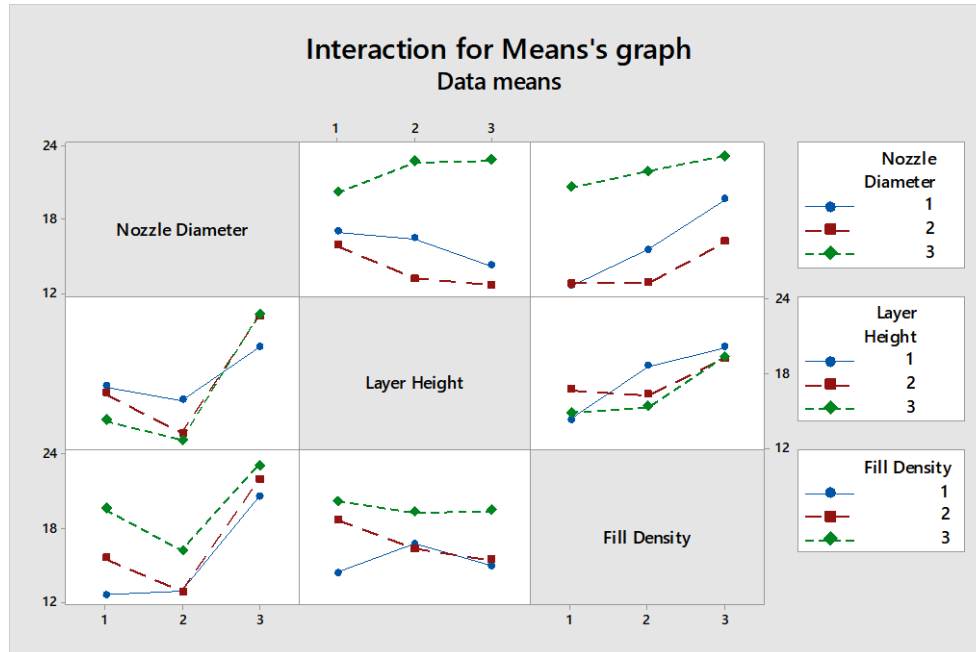 Interaction for Means's graph
Data means
1 2 3
24
18
12
Nozzle Diameter
Nozzle
Diameter
1
2
3
Layer Height
24
18
12
Layer
Height
1
2
3
24
18
12
Fill Density
Fill Density
1
2
3
1 2 3
1 2 3